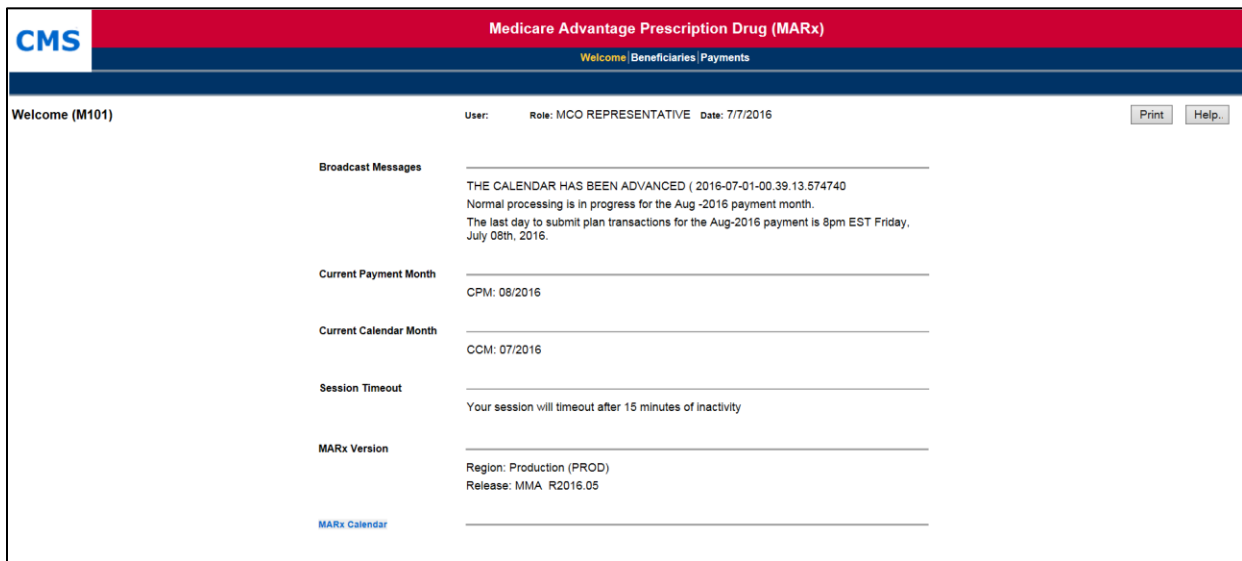 CMS
Medicare Advantage Prescription Drug (MARx)
Welcome|Beneficiaries|Payments
Welcome (M101)
User: Role: MCO REPRESENTATIVE Date: 7/7/2016
Print Help..
Broadcast Messages
THE CALENDAR HAS BEEN ADVANCED ( 2016-07-01-00.39.13.574740
Normal processing is in progress for the Aug -2016 payment month.
The last day to submit plan transactions for the Aug-2016 payment is 8pm EST Friday,
July 08th, 2016.
Current Payment Month
CPM: 08/2016
Current Calendar Month
CCM: 07/2016
Session Timeout
Your session will timeout after 15 minutes of inactivity
MARx Version
Region: Production (PROD)
Release: MMA R2016.05
MARx Calendar